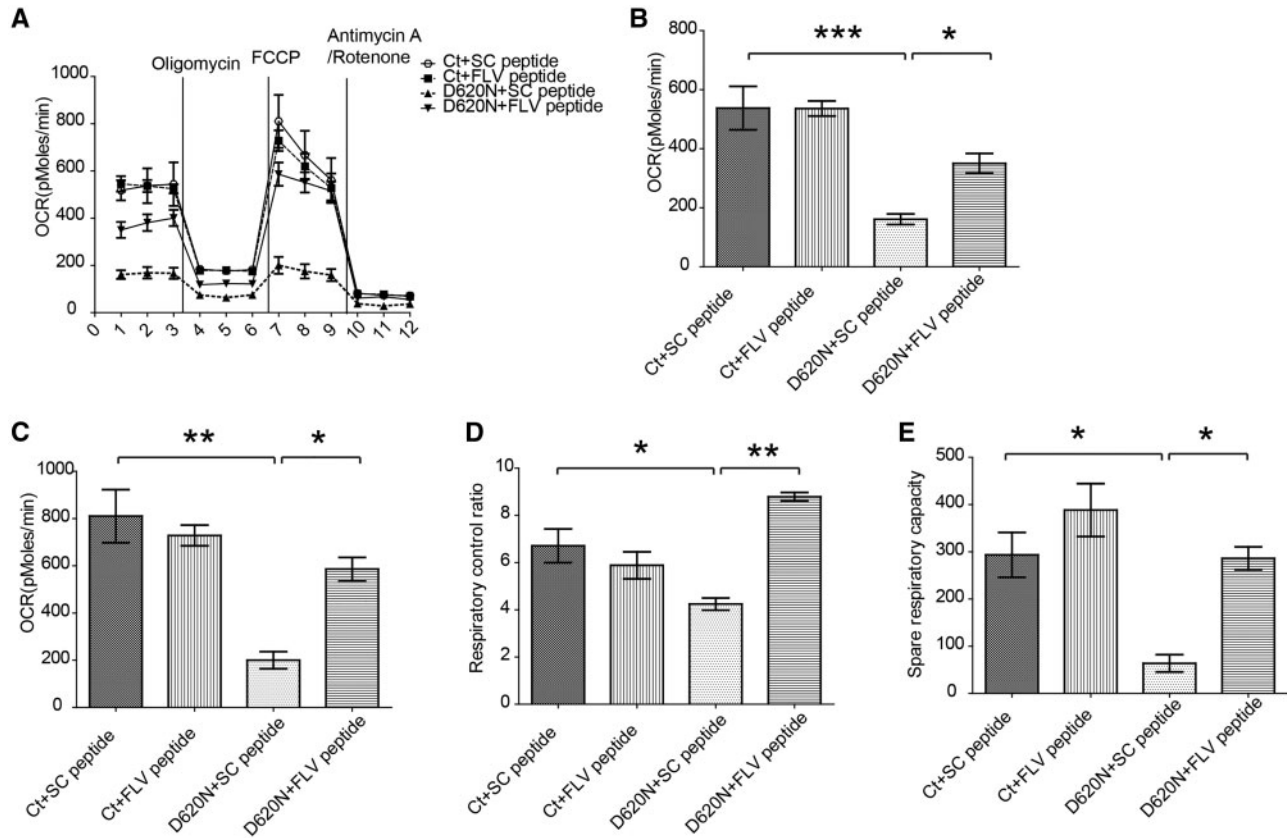 A
Oligomycin
FCCP
Antimycin A
/Rotenone
Ct+SC peptide
Ct+FLV peptide
D620N+SC peptide
D620N+FLV peptide
OCR(pMoles/min)
1000
800
600
400
200
0
0 1 2 3 4 5 6 7 8 9 10 11 12
B
*** *
OCR(pMoles/min)
800
600
400
200
0
Ct+SC peptide
Ct+FLV peptide
D620N+SC peptide
D620N+FLV peptide
C
** *
OCR(pMoles/min)
1000
800
600
400
200
0
Ct+SC peptide
Ct+FLV peptide
D620N+SC peptide
D620N+FLV peptide
D
* **
Respiratory control ratio
10
8
6
4
2
0
Ct+SC peptide
Ct+FLV peptide
D620N+SC peptide
D620N+FLV peptide
E
* *
Spare respiratory capacity
500
400
300
200
100
0
Ct+SC peptide
Ct+FLV peptide
D620N+SC peptide
D620N+FLV peptide